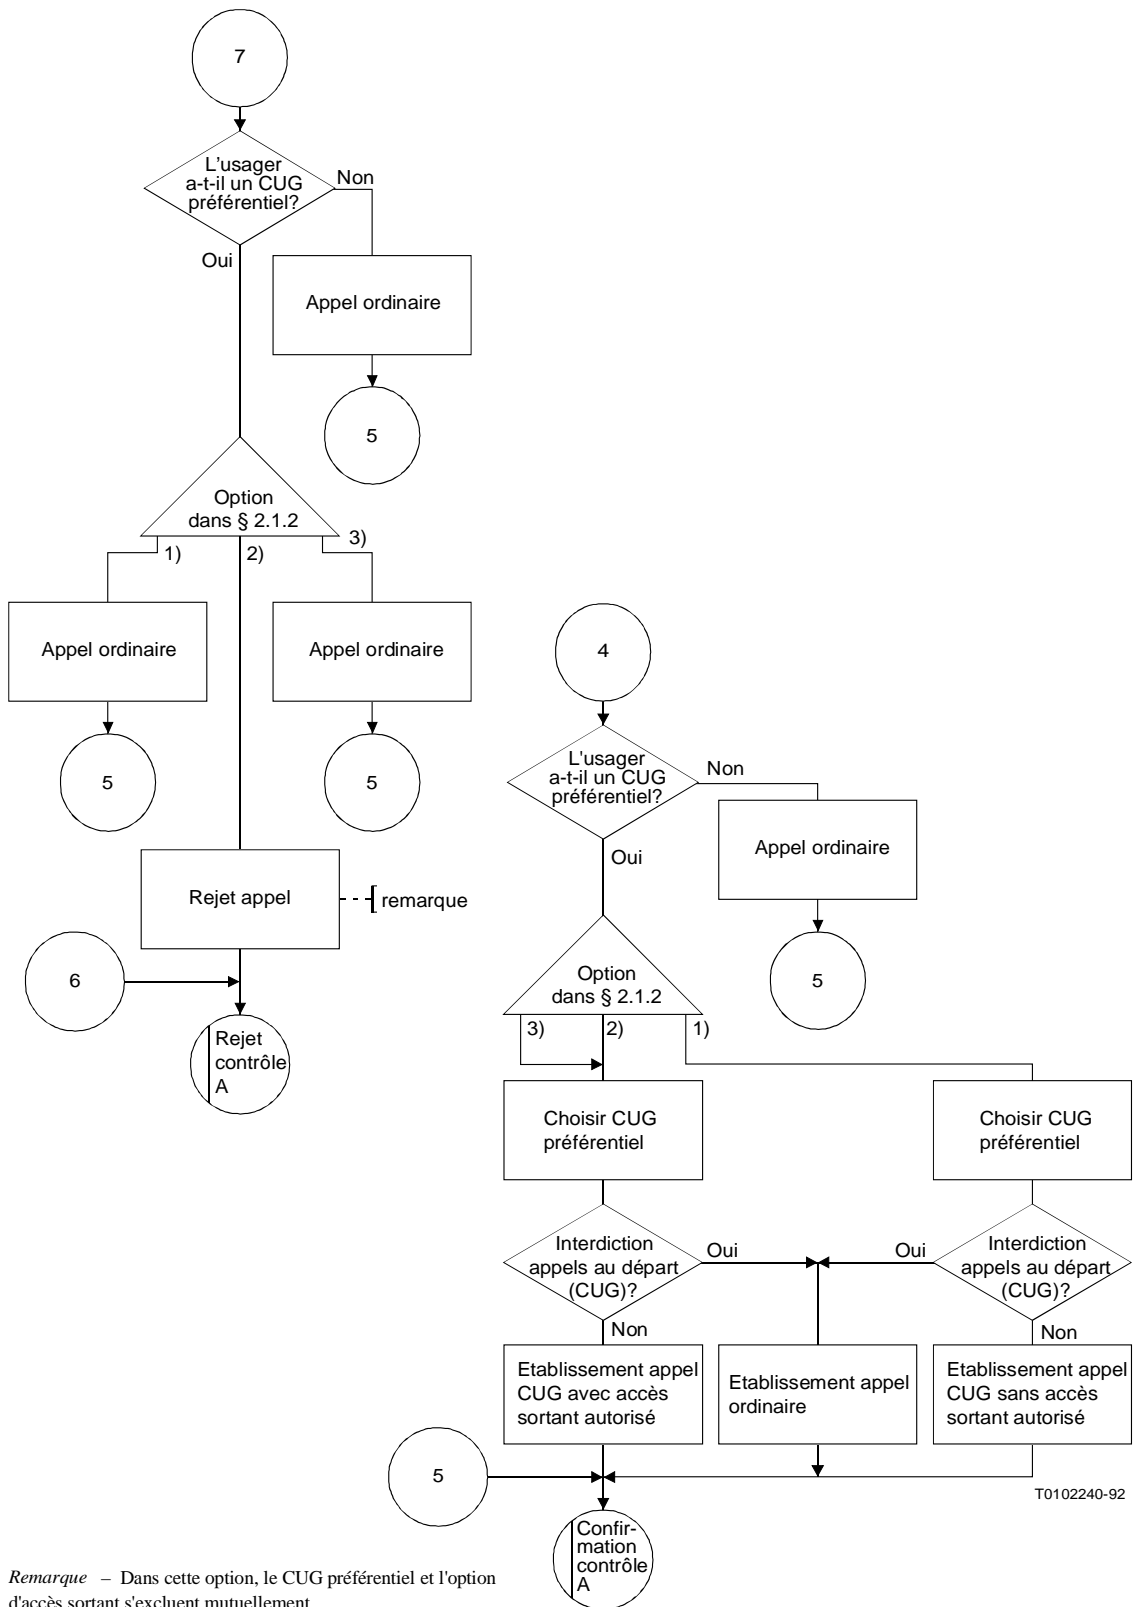 7
L'usager
a-t-il un CUG
préférentiel?
Non
Oui
Appel ordinaire
5
Option
dans § 2.1.2
1)
2)
3)
Appel ordinaire
Appel ordinaire
5
5
Rejet appel
remarque
6
Rejet
contrôle
A
4
L'usager
a-t-il un CUG
préférentiel?
Non
Oui
Appel ordinaire
5
Option
dans § 2.1.2
3)
2)
1)
Choisir CUG
préférentiel
Choisir CUG
préférentiel
Interdiction
appels au départ
(CUG)?
Oui
Oui
Interdiction
appels au départ
(CUG)?
Non
Non
Etablissement appel
CUG avec accès
sortant autorisé
Etablissement appel
ordinaire
Etablissement appel
CUG sans accès
sortant autorisé
5
T0102240-92
Confir-
mation
contrôle
A
Remarque – Dans cette option, le CUG préférentiel et l'option
d'accès sortant s'excluent mutuellement